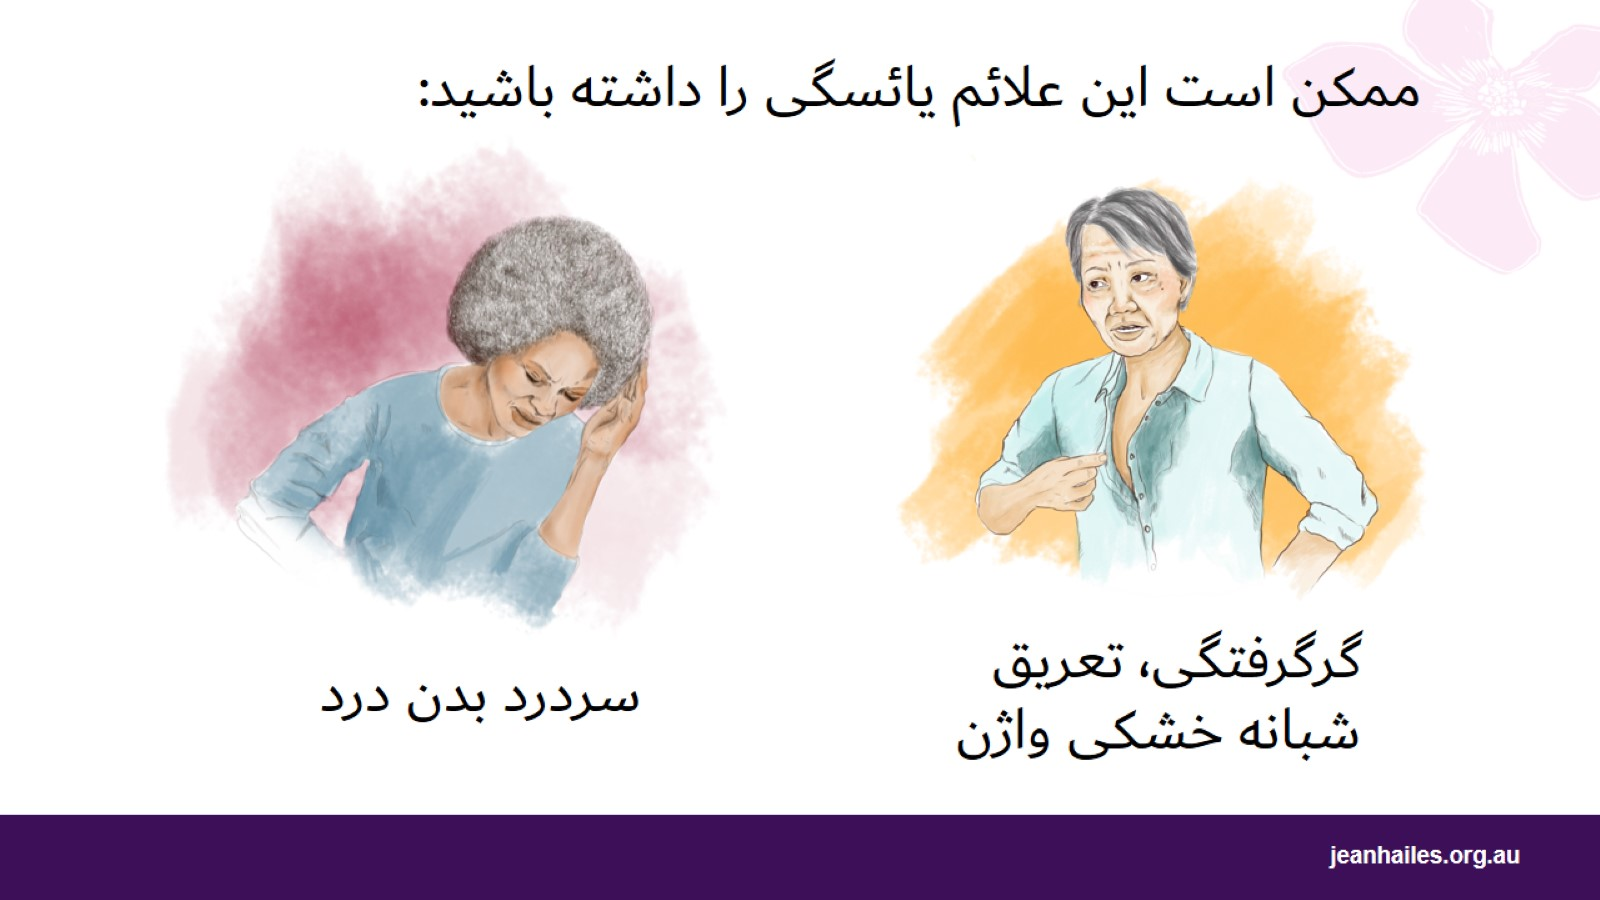 ممکن است این علائم یائسگی را داشته باشید:
گرگرفتگی، تعریق
شبانه خشکی واژن
سردرد بدن درد
jeanhailes.org.au